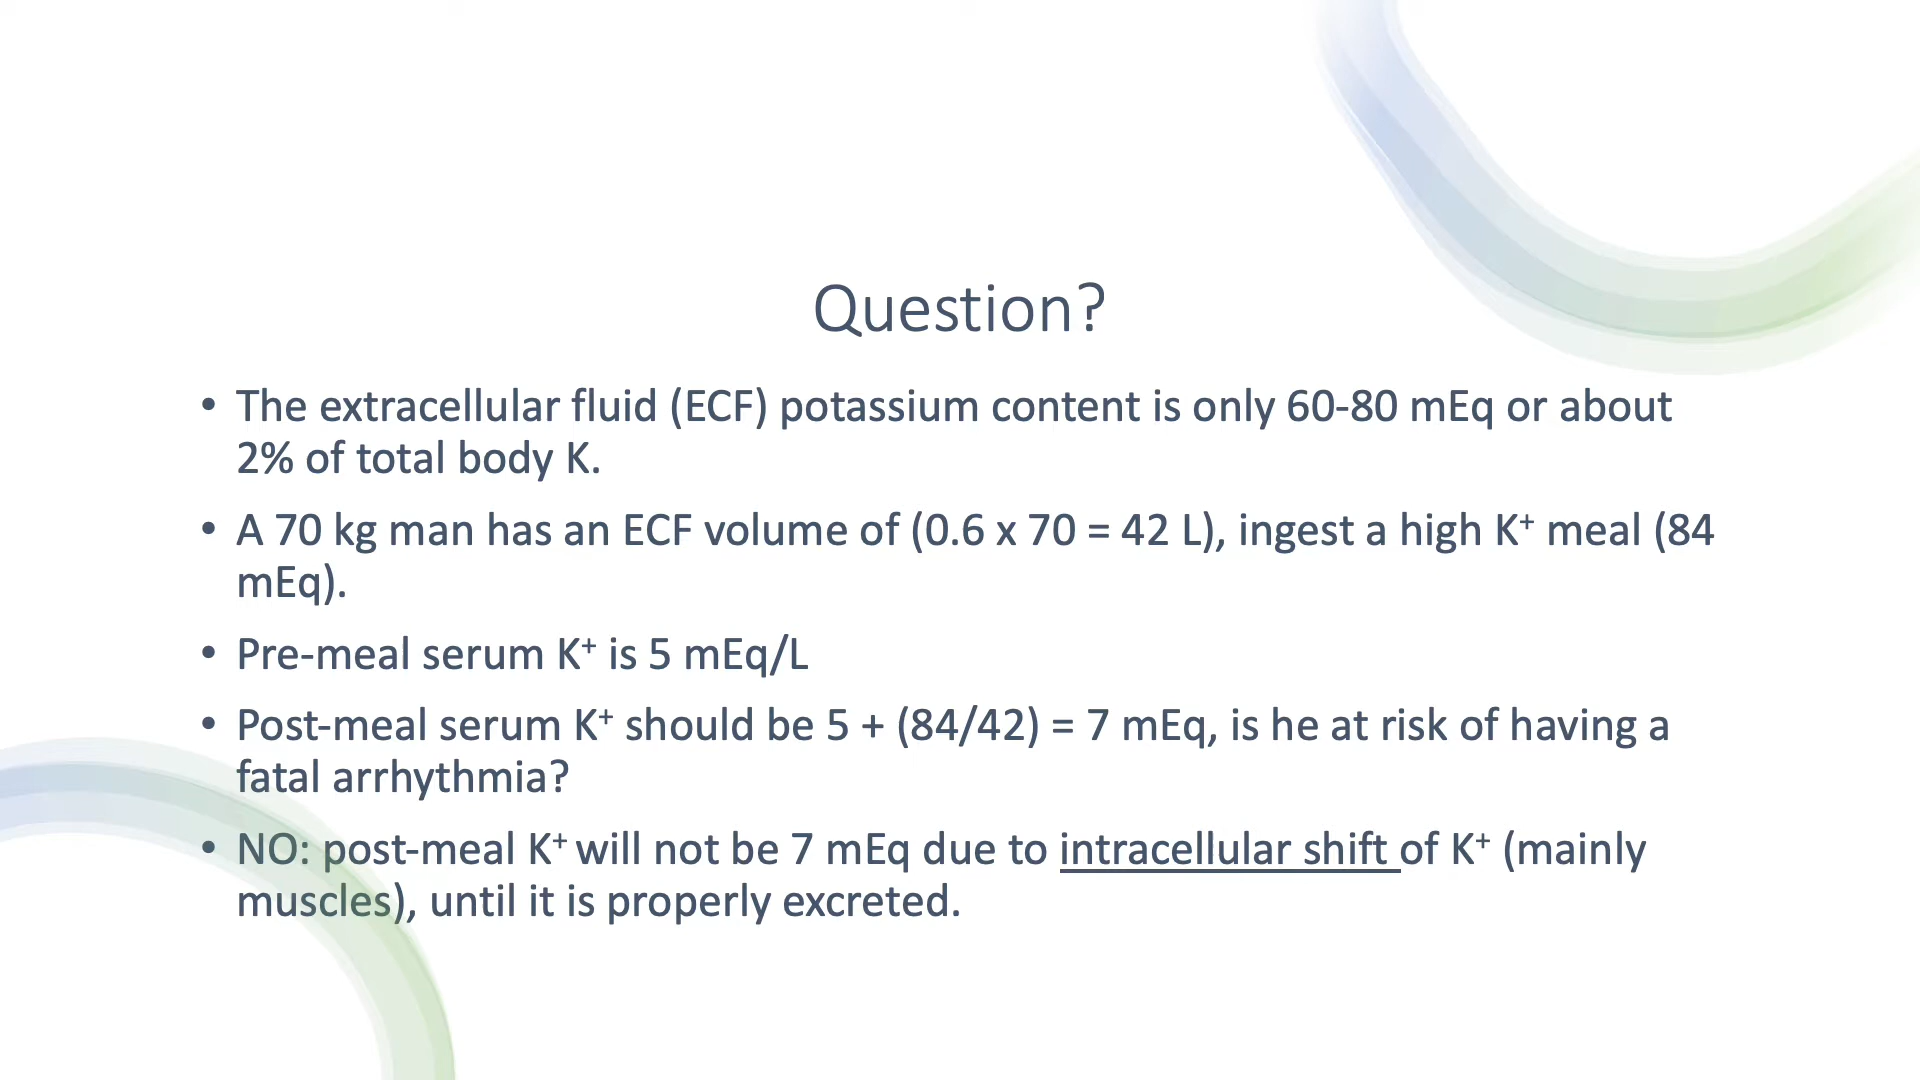 Question?
• The extracellular fluid (ECF) potassium content is only 60-80 mEq or about
2% of total body K.
• A 70 kg man has an ECF volume of (0.6 x 70 = 42 L), ingest a high K⁺ meal (84
mEq).
• Pre-meal serum K⁺ is 5 mEq/L
• Post-meal serum K⁺ should be 5 + (84/42) = 7 mEq, is he at risk of having a
fatal arrhythmia?
• NO: post-meal K⁺ will not be 7 mEq due to intracellular shift of K⁺ (mainly
muscles), until it is properly excreted.